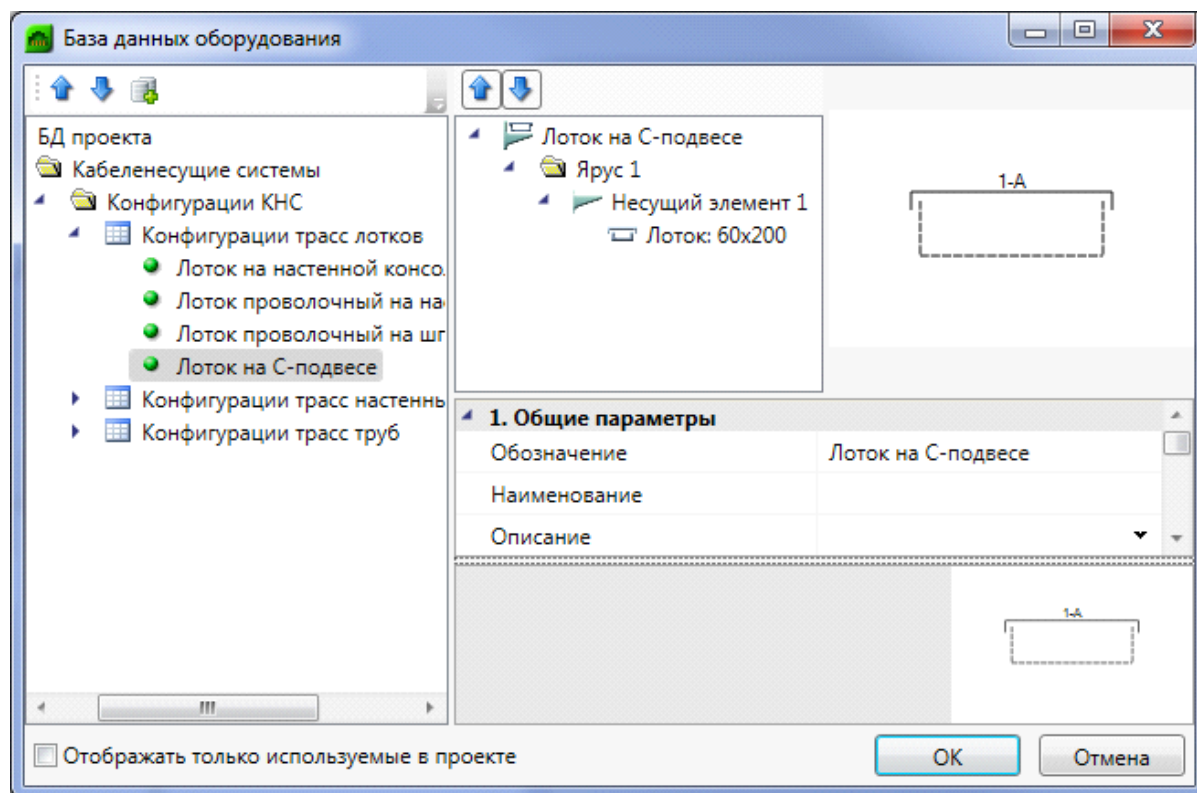 База данных оборудования
БД проекта
Кабеленесущие системы
Конфигурации КНС
Конфигурации трасс лотков
Лоток на настенной консо
Лоток проволочный на на
Лоток проволочный на шг
Лоток на С-подвесе
Конфигурации трасс настеннь
Конфигурации трасс труб
Лоток на С-подвесе
Ярус 1
Несущий элемент 1
Лоток: 60x200
1-А
1. Общие параметры
Обозначение Лоток на С-подвесе
Наименование
Описание
1-А
Отображать только используемые в проекте
OK
Отмена